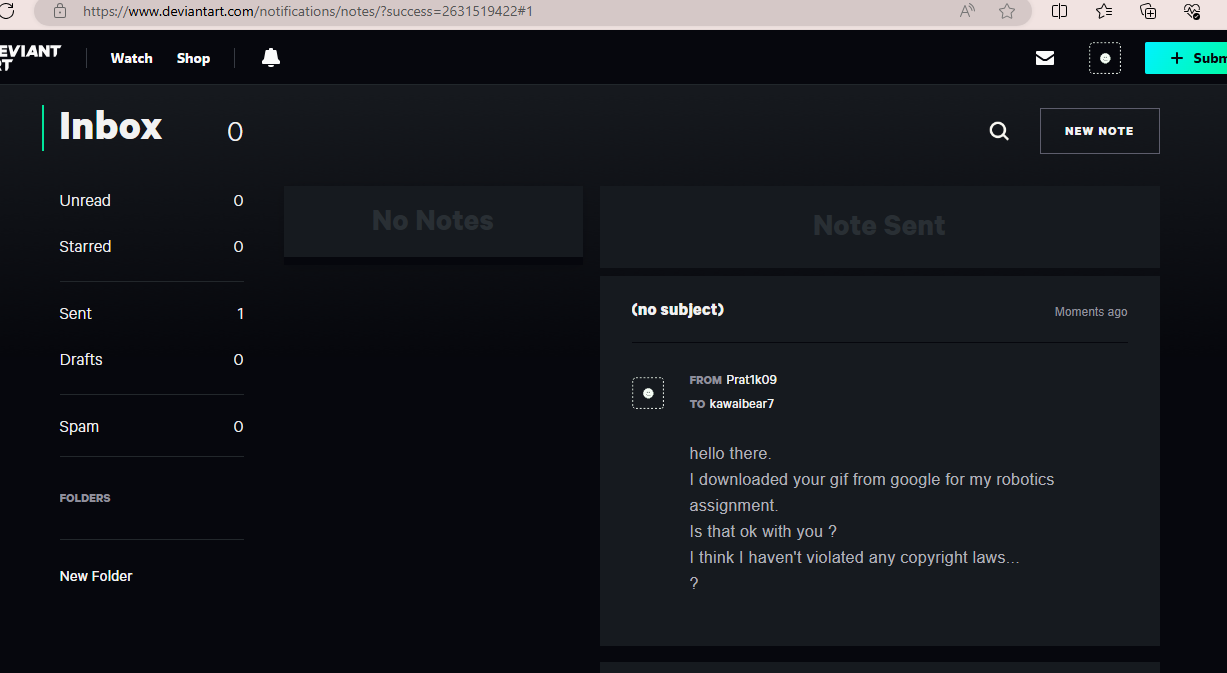 https://www.deviantart.com/notifications/notes/?success=2631519422#1
EVIANT
RT
Watch
Shop
Subm
Inbox 0
NEW NOTE
Unread 0
Starred 0
Sent 1
Drafts 0
Spam 0
FOLDERS
New Folder
No Notes
Note Sent
(no subject)
Moments ago
FROM Prat1k09
TO kawaibear7
hello there.
I downloaded your gif from google for my robotics
assignment.
Is that ok with you ?
I think I haven't violated any copyright laws...
?